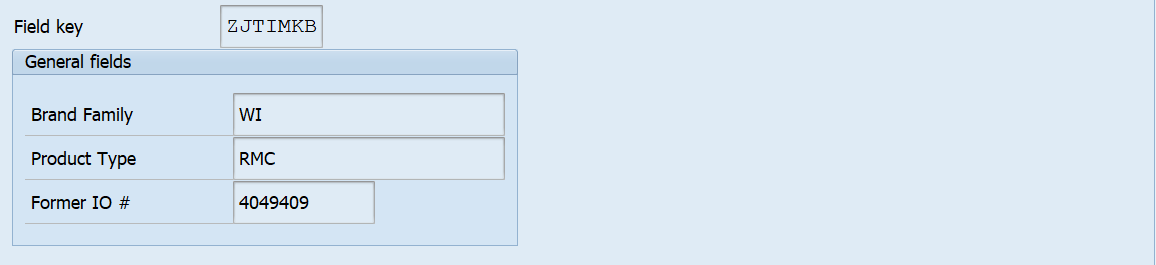 Field key ZJTIMKB
General fields
Brand Family WI
Product Type RMC
Former IO # 4049409